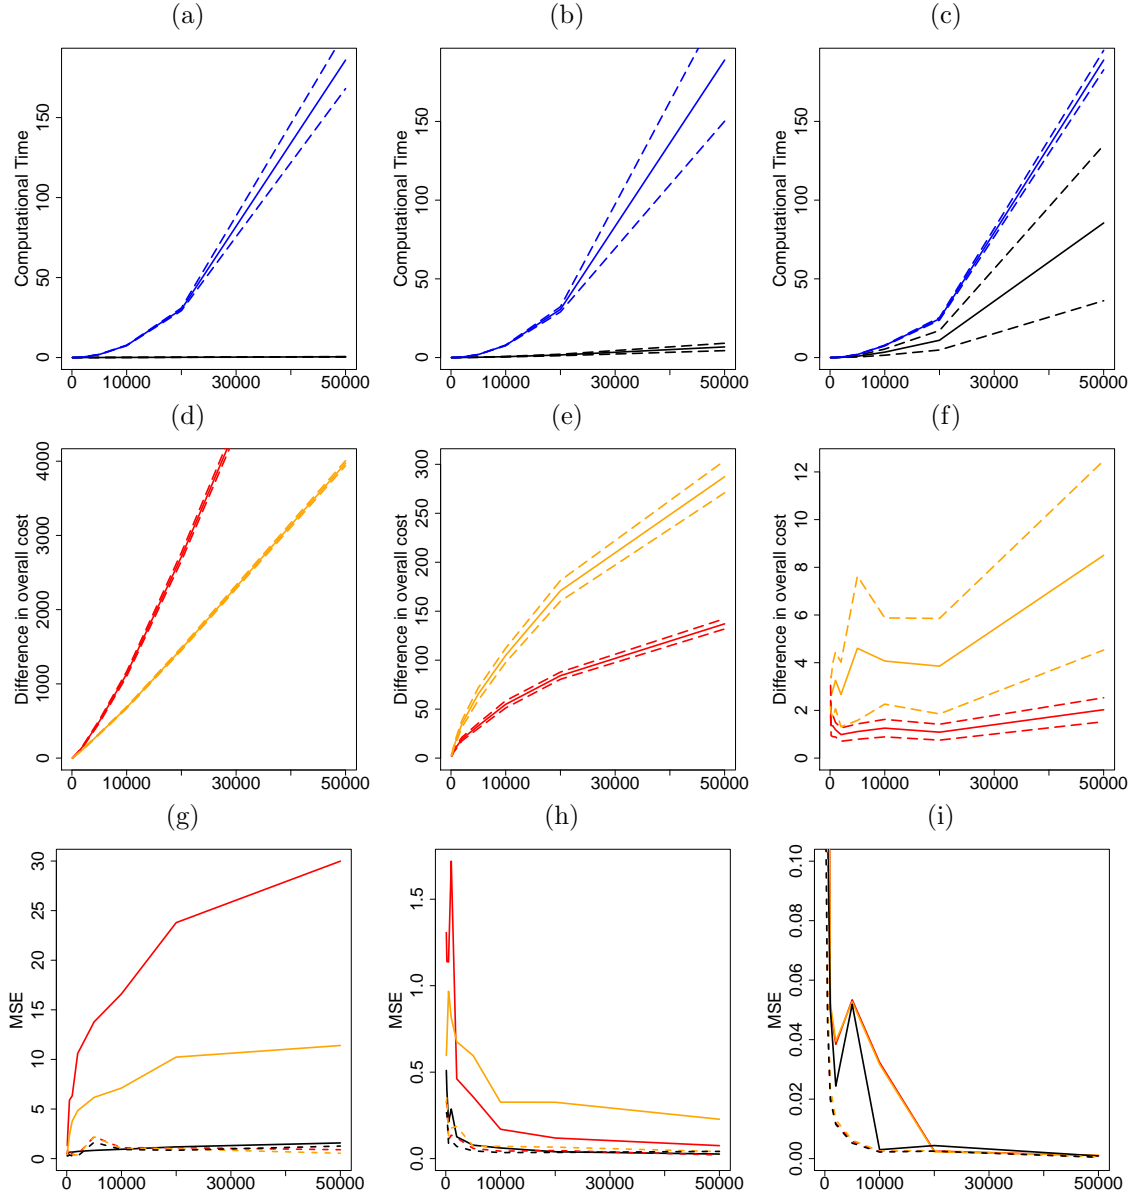 (a) (b) (c)
Computational Time
0 50 100 150
0 10000 30000 50000
Computational Time
0 50 100 150
0 10000 30000 50000
Computational Time
0 50 100 150
0 10000 30000 50000
(d) (e) (f)
Difference in overall cost
0 1000 2000 3000 4000
0 10000 30000 50000
Difference in overall cost
0 50 100 150 200 250 300
0 10000 30000 50000
Difference in overall cost
0 2 4 6 8 10 12
0 10000 30000 50000
(g) (h) (i)
MSE
0 5 10 15 20 25 30
0 10000 30000 50000
MSE
0.0 0.5 1.0 1.5
0 10000 30000 50000
MSE
0.00 0.02 0.04 0.06 0.08 0.10
0 10000 30000 50000